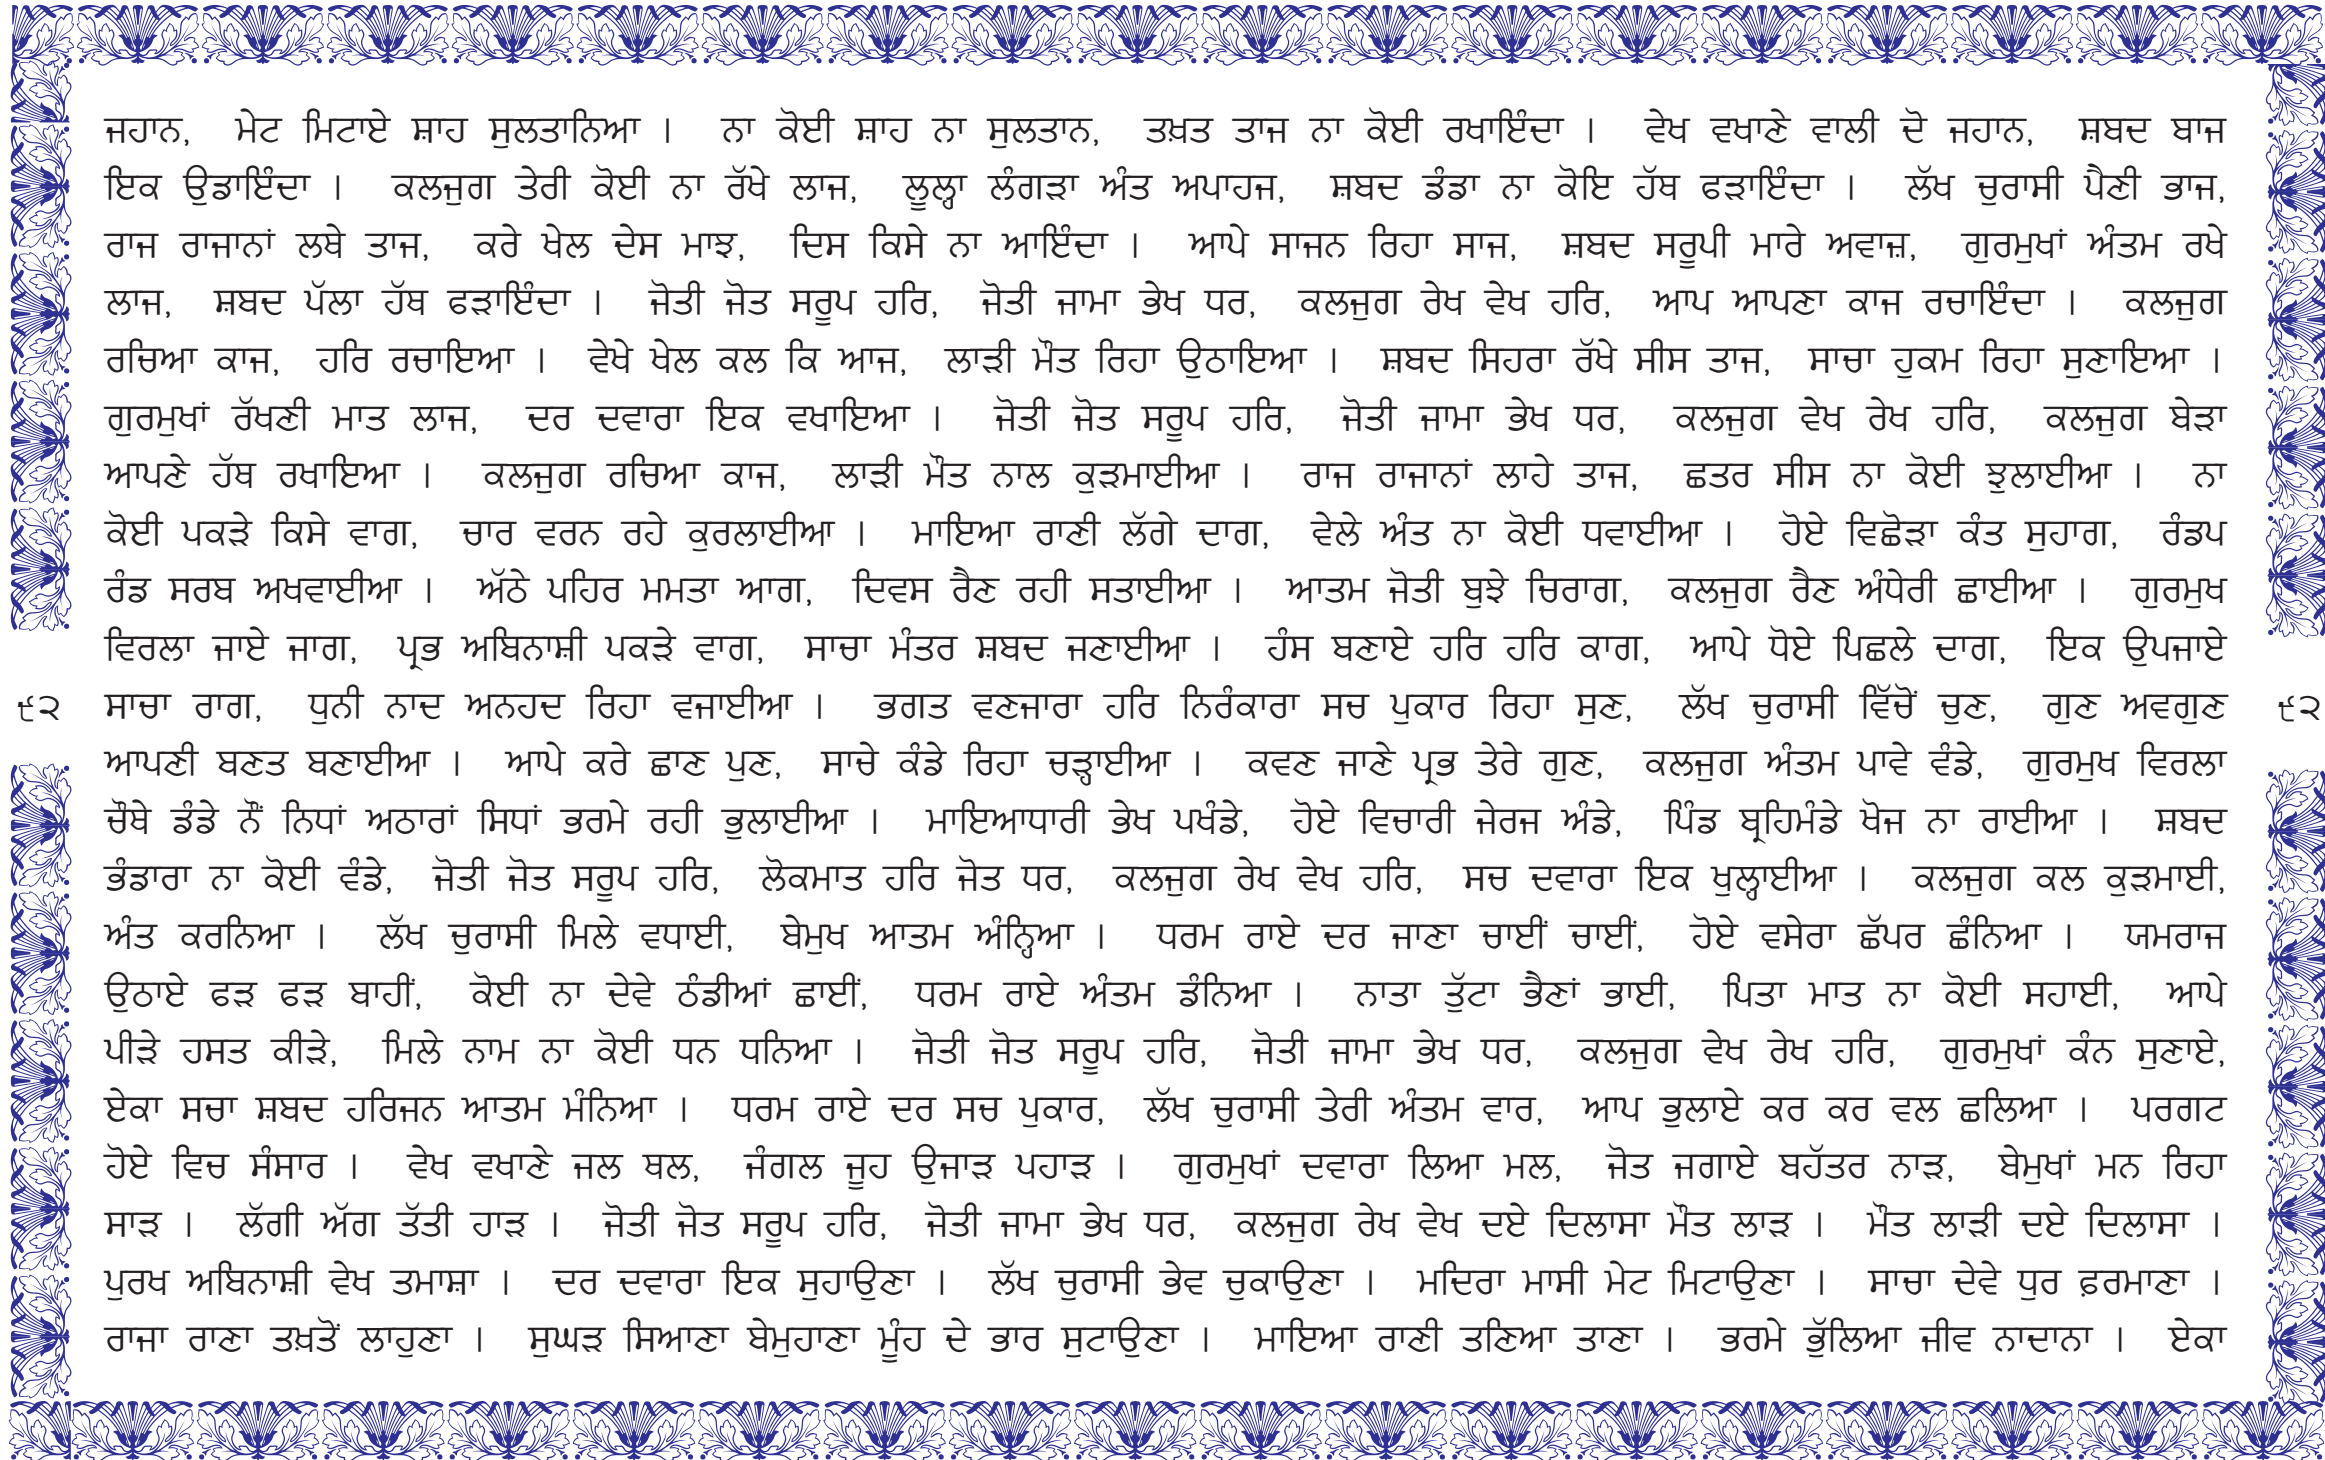 ਜਹਾਨ, ਮੇਟ ਮਿਟਾਏ ਸ਼ਾਹ ਸੁਲਤਾਨਿਆ । ਨਾ ਕੋਈ ਸ਼ਾਹ ਨਾ ਸੁਲਤਾਨ, ਤਖ਼ਤ ਤਾਜ ਨਾ ਕੋਈ ਰਖਾਇੰਦਾ । ਵੇਖ ਵਖਾਣੇ ਵਾਲੀ ਦੋ ਜਹਾਨ, ਸ਼ਬਦ ਬਾਜ
ਇਕ ਉਡਾਇੰਦਾ । ਕਲਜੁਗ ਤੇਰੀ ਕੋਈ ਨਾ ਰੱਖੇ ਲਾਜ, ਲੂਲ੍ਹਾ ਲੰਗੜਾ ਅੰਤ ਅਪਾਹਜ, ਸ਼ਬਦ ਡੰਡਾ ਨਾ ਕੋਇ ਹੱਥ ਫੜਾਇੰਦਾ । ਲੱਖ ਚੁਰਾਸੀ ਪੈਣੀ ਭਾਜ,
ਰਾਜ ਰਾਜਾਨਾਂ ਲਥੇ ਤਾਜ, ਕਰੇ ਖੇਲ ਦੇਸ ਮਾਝ, ਦਿਸ ਕਿਸੇ ਨਾ ਆਇੰਦਾ । ਆਪੇ ਸਾਜਨ ਰਿਹਾ ਸਾਜ, ਸ਼ਬਦ ਸਰੂਪੀ ਮਾਰੇ ਅਵਾਜ਼, ਗੁਰਮੁਖਾਂ ਅੰਤਮ ਰਖੇ
ਲਾਜ, ਸ਼ਬਦ ਪੱਲਾ ਹੱਥ ਫੜਾਇੰਦਾ । ਜੋਤੀ ਜੋਤ ਸਰੂਪ ਹਰਿ, ਜੋਤੀ ਜਾਮਾ ਭੇਖ ਧਰ, ਕਲਜੁਗ ਰੇਖ ਵੇਖ ਹਰਿ, ਆਪ ਆਪਣਾ ਕਾਜ ਰਚਾਇੰਦਾ । ਕਲਜੁਗ
ਰਚਿਆ ਕਾਜ, ਹਰਿ ਰਚਾਇਆ । ਵੇਖੇ ਖੇਲ ਕਲ ਕਿ ਆਜ, ਲਾੜੀ ਮੌਤ ਰਿਹਾ ਉਠਾਇਆ । ਸ਼ਬਦ ਸਿਹਰਾ ਰੱਖੇ ਸੀਸ ਤਾਜ, ਸਾਚਾ ਹੁਕਮ ਰਿਹਾ ਸੁਣਾਇਆ ।
ਗੁਰਮੁਖਾਂ ਰੱਖਣੀ ਮਾਤ ਲਾਜ, ਦਰ ਦਵਾਰਾ ਇਕ ਵਖਾਇਆ । ਜੋਤੀ ਜੋਤ ਸਰੂਪ ਹਰਿ, ਜੋਤੀ ਜਾਮਾ ਭੇਖ ਧਰ, ਕਲਜੁਗ ਵੇਖ ਰੇਖ ਹਰਿ, ਕਲਜੁਗ ਬੇੜਾ
ਆਪਣੇ ਹੱਥ ਰਖਾਇਆ । ਕਲਜੁਗ ਰਚਿਆ ਕਾਜ, ਲਾੜੀ ਮੌਤ ਨਾਲ ਕੁੜਮਾਈਆ । ਰਾਜ ਰਾਜਾਨਾਂ ਲਾਹੇ ਤਾਜ, ਛਤਰ ਸੀਸ ਨਾ ਕੋਈ ਝੁਲਾਈਆ । ਨਾ
ਕੋਈ ਪਕੜੇ ਕਿਸੇ ਵਾਗ, ਚਾਰ ਵਰਨ ਰਹੇ ਕੁਰਲਾਈਆ । ਮਾਇਆ ਰਾਣੀ ਲੱਗੇ ਦਾਗ, ਵੇਲੇ ਅੰਤ ਨਾ ਕੋਈ ਧਵਾਈਆ । ਹੋਏ ਵਿਛੋੜਾ ਕੰਤ ਸੁਹਾਗ, ਰੰਡਪ
ਰੰਡ ਸਰਬ ਅਖਵਾਈਆ । ਅੱਠੇ ਪਹਿਰ ਮਮਤਾ ਆਗ, ਦਿਵਸ ਰੈਣ ਰਹੀ ਸਤਾਈਆ । ਆਤਮ ਜੋਤੀ ਬੁਝੇ ਚਿਰਾਗ, ਕਲਜੁਗ ਰੈਣ ਅੰਧੇਰੀ ਛਾਈਆ । ਗੁਰਮੁਖ
ਵਿਰਲਾ ਜਾਏ ਜਾਗ, ਪ੍ਰਭ ਅਬਿਨਾਸ਼ੀ ਪਕੜੇ ਵਾਗ, ਸਾਚਾ ਮੰਤਰ ਸ਼ਬਦ ਜਣਾਈਆ । ਹੰਸ ਬਣਾਏ ਹਰਿ ਹਰਿ ਕਾਗ, ਆਪੇ ਧੋਏ ਪਿਛਲੇ ਦਾਗ, ਇਕ ਉਪਜਾਏ
੯੨ ਸਾਚਾ ਰਾਗ, ਧੁਨੀ ਨਾਦ ਅਨਹਦ ਰਿਹਾ ਵਜਾਈਆ । ਭਗਤ ਵਣਜਾਰਾ ਹਰਿ ਨਿਰੰਕਾਰਾ ਸਚ ਪੁਕਾਰ ਰਿਹਾ ਸੁਣ, ਲੱਖ ਚੁਰਾਸੀ ਵਿੱਚੋਂ ਚੁਣ, ਗੁਣ ਅਵਗੁਣ ੯੨
ਆਪਣੀ ਬਣਤ ਬਣਾਈਆ । ਆਪੇ ਕਰੇ ਛਾਣ ਪੁਣ, ਸਾਚੇ ਕੰਡੇ ਰਿਹਾ ਚੜ੍ਹਾਈਆ । ਕਵਣ ਜਾਣੇ ਪ੍ਰਭ ਤੇਰੇ ਗੁਣ, ਕਲਜੁਗ ਅੰਤਮ ਪਾਵੇ ਵੰਡੇ, ਗੁਰਮੁਖ ਵਿਰਲਾ
ਚੌਥੇ ਡੰਡੇ ਨੌਂ ਨਿਧਾਂ ਅਠਾਰਾਂ ਸਿਧਾਂ ਭਰਮੇ ਰਹੀ ਭੁਲਾਈਆ । ਮਾਇਆਧਾਰੀ ਭੇਖ ਪਖੰਡੇ, ਹੋਏ ਵਿਚਾਰੀ ਜੇਰਜ ਅੰਡੇ, ਪਿੰਡ ਬ੍ਰਹਿਮੰਡੇ ਖੋਜ ਨਾ ਰਾਈਆ । ਸ਼ਬਦ
ਭੰਡਾਰਾ ਨਾ ਕੋਈ ਵੰਡੇ, ਜੋਤੀ ਜੋਤ ਸਰੂਪ ਹਰਿ, ਲੋਕਮਾਤ ਹਰਿ ਜੋਤ ਧਰ, ਕਲਜੁਗ ਰੇਖ ਵੇਖ ਹਰਿ, ਸਚ ਦਵਾਰਾ ਇਕ ਖੁਲ੍ਹਾਈਆ । ਕਲਜੁਗ ਕਲ ਕੁੜਮਾਈ,
ਅੰਤ ਕਰਨਿਆ । ਲੱਖ ਚੁਰਾਸੀ ਮਿਲੇ ਵਧਾਈ, ਬੇਮੁਖ ਆਤਮ ਅੰਨ੍ਹਿਆ । ਧਰਮ ਰਾਏ ਦਰ ਜਾਣਾ ਚਾਈਂ ਚਾਈਂ, ਹੋਏ ਵਸੇਰਾ ਛੱਪਰ ਛੰਨਿਆ । ਯਮਰਾਜ
ਉਠਾਏ ਫੜ ਫੜ ਬਾਹੀਂ, ਕੋਈ ਨਾ ਦੇਵੇ ਠੰਡੀਆਂ ਛਾਈਂ, ਧਰਮ ਰਾਏ ਅੰਤਮ ਡੰਨਿਆ । ਨਾਤਾ ਤੁੱਟਾ ਭੈਣਾਂ ਭਾਈ, ਪਿਤਾ ਮਾਤ ਨਾ ਕੋਈ ਸਹਾਈ, ਆਪੇ
ਪੀੜੇ ਹਸਤ ਕੀੜੇ, ਮਿਲੇ ਨਾਮ ਨਾ ਕੋਈ ਧਨ ਧਨਿਆ । ਜੋਤੀ ਜੋਤ ਸਰੂਪ ਹਰਿ, ਜੋਤੀ ਜਾਮਾ ਭੇਖ ਧਰ, ਕਲਜੁਗ ਵੇਖ ਰੇਖ ਹਰਿ, ਗੁਰਮੁਖਾਂ ਕੰਨ ਸੁਣਾਏ,
ਏਕਾ ਸਚਾ ਸ਼ਬਦ ਹਰਿਜਨ ਆਤਮ ਮੰਨਿਆ । ਧਰਮ ਰਾਏ ਦਰ ਸਚ ਪੁਕਾਰ, ਲੱਖ ਚੁਰਾਸੀ ਤੇਰੀ ਅੰਤਮ ਵਾਰ, ਆਪ ਭੁਲਾਏ ਕਰ ਕਰ ਵਲ ਛਲਿਆ । ਪਰਗਟ
ਹੋਏ ਵਿਚ ਸੰਸਾਰ । ਵੇਖ ਵਖਾਣੇ ਜਲ ਥਲ, ਜੰਗਲ ਜੂਹ ਉਜਾੜ ਪਹਾੜ । ਗੁਰਮੁਖਾਂ ਦਵਾਰਾ ਲਿਆ ਮਲ, ਜੋਤ ਜਗਾਏ ਬਹੱਤਰ ਨਾੜ, ਬੇਮੁਖਾਂ ਮਨ ਰਿਹਾ
ਸਾੜ । ਲੱਗੀ ਅੱਗ ਤੱਤੀ ਹਾੜ । ਜੋਤੀ ਜੋਤ ਸਰੂਪ ਹਰਿ, ਜੋਤੀ ਜਾਮਾ ਭੇਖ ਧਰ, ਕਲਜੁਗ ਰੇਖ ਵੇਖ ਦਏ ਦਿਲਾਸਾ ਮੌਤ ਲਾੜ । ਮੌਤ ਲਾੜੀ ਦਏ ਦਿਲਾਸਾ ।
ਪੁਰਖ ਅਬਿਨਾਸ਼ੀ ਵੇਖ ਤਮਾਸ਼ਾ । ਦਰ ਦਵਾਰਾ ਇਕ ਸੁਹਾਉਣਾ । ਲੱਖ ਚੁਰਾਸੀ ਭੇਵ ਚੁਕਾਉਣਾ । ਮਦਿਰਾ ਮਾਸੀ ਮੇਟ ਮਿਟਾਉਣਾ । ਸਾਚਾ ਦੇਵੇ ਧੁਰ ਫ਼ਰਮਾਣਾ ।
ਰਾਜਾ ਰਾਣਾ ਤਖ਼ਤੋਂ ਲਾਹੁਣਾ । ਸੁਘੜ ਸਿਆਣਾ ਬੇਮੁਹਾਣਾ ਮੂੰਹ ਦੇ ਭਾਰ ਸੁਟਾਉਣਾ । ਮਾਇਆ ਰਾਣੀ ਤਣਿਆ ਤਾਣਾ । ਭਰਮੇ ਭੁੱਲਿਆ ਜੀਵ ਨਾਦਾਨਾ । ਏਕਾ